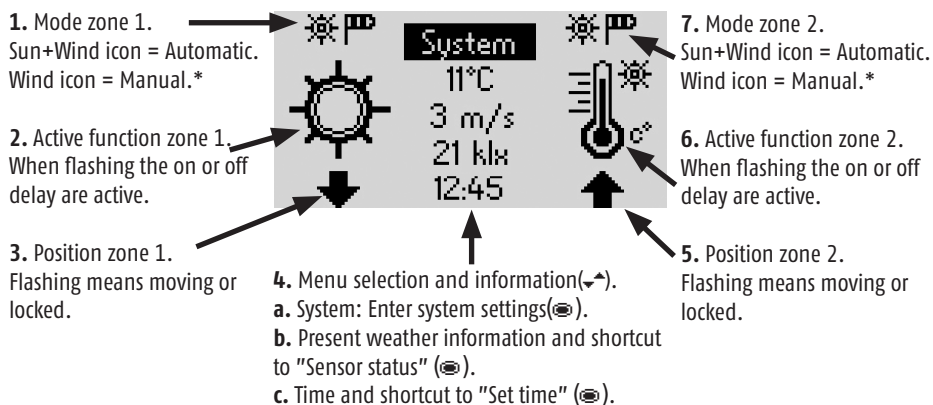 1. Mode zone 1.
Sun+Wind icon = Automatic.
Wind icon = Manual.*
2. Active function zone 1.
When flashing the on or off
delay are active.
3. Position zone 1.
Flashing means moving or
locked.
System
11°C
3 m/s
21 klx
12:45
c°
4. Menu selection and information().
a. System: Enter system settings().
b. Present weather information and shortcut
to "Sensor status" ().
c. Time and shortcut to "Set time" ().
7. Mode zone 2.
Sun+Wind icon = Automatic.
Wind icon = Manual.*
6. Active function zone 2.
When flashing the on or off
delay are active.
5. Position zone 2.
Flashing means moving or
locked.